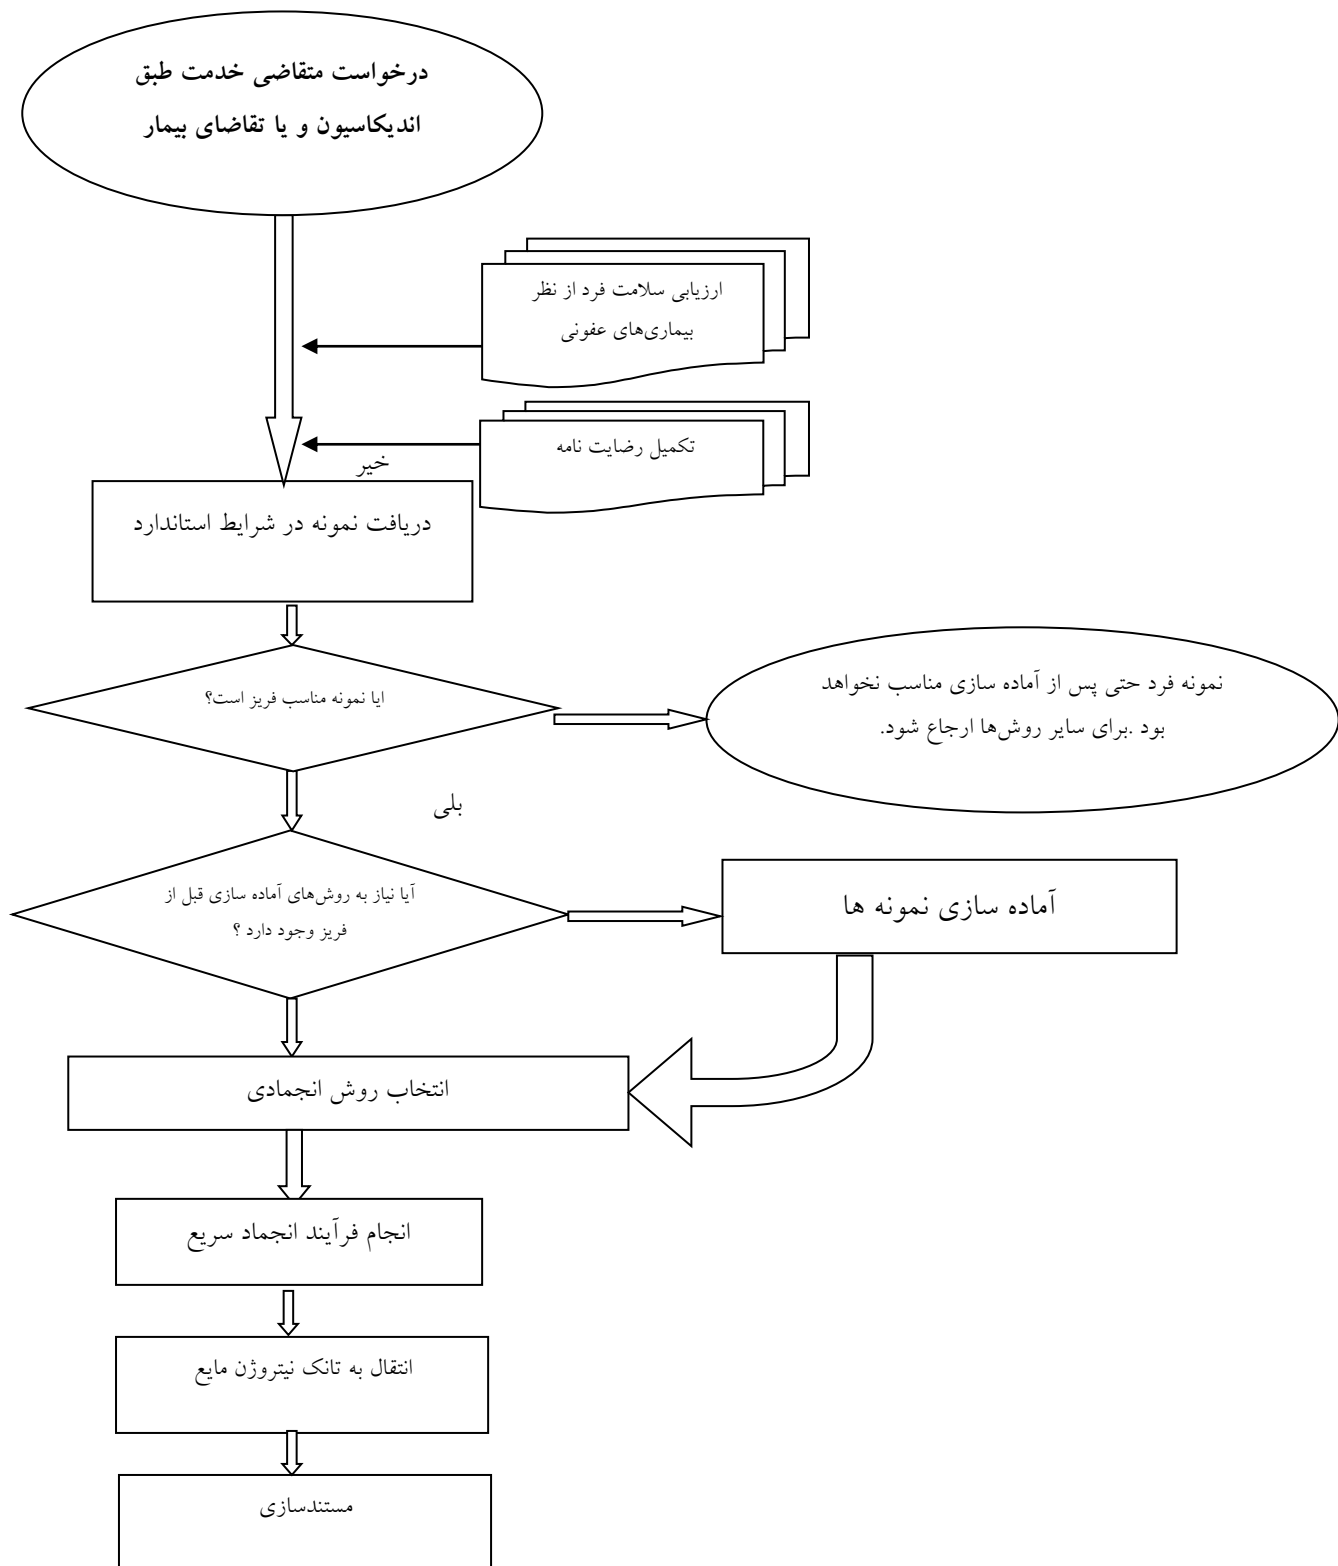 درخواست متقاضی خدمت طبق
اندیکاسیون و یا تقاضای بیمار
ارزیابی سلامت فرد از نظر
بیماری‌های عفونی
تکمیل رضایت نامه
خیر
دریافت نمونه در شرایط استاندارد
ایا نمونه مناسب فریز است؟
نمونه فرد حتی پس از آماده سازی مناسب نخواهد
بود .برای سایر روش‌ها ارجاع شود.
بلی
آیا نیاز به روش‌های آماده سازی قبل از
فریز وجود دارد ؟
آماده سازی نمونه ها
انتخاب روش انجمادی
انجام فرآیند انجماد سریع
انتقال به تانک نیتروژن مایع
مستندسازی